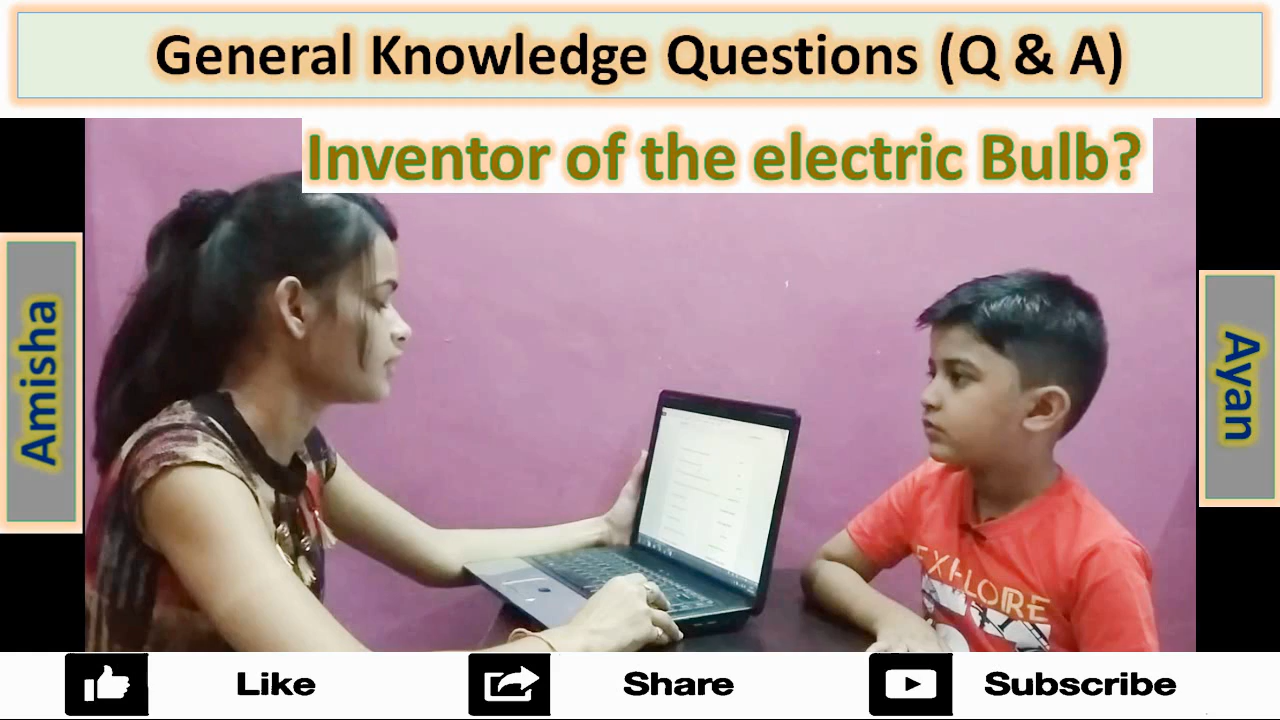 General Knowledge Questions (Q & A)
Inventor of the electric Bulb?
Amisha
Ayan
EXPLORE
Like
Share
Subscribe